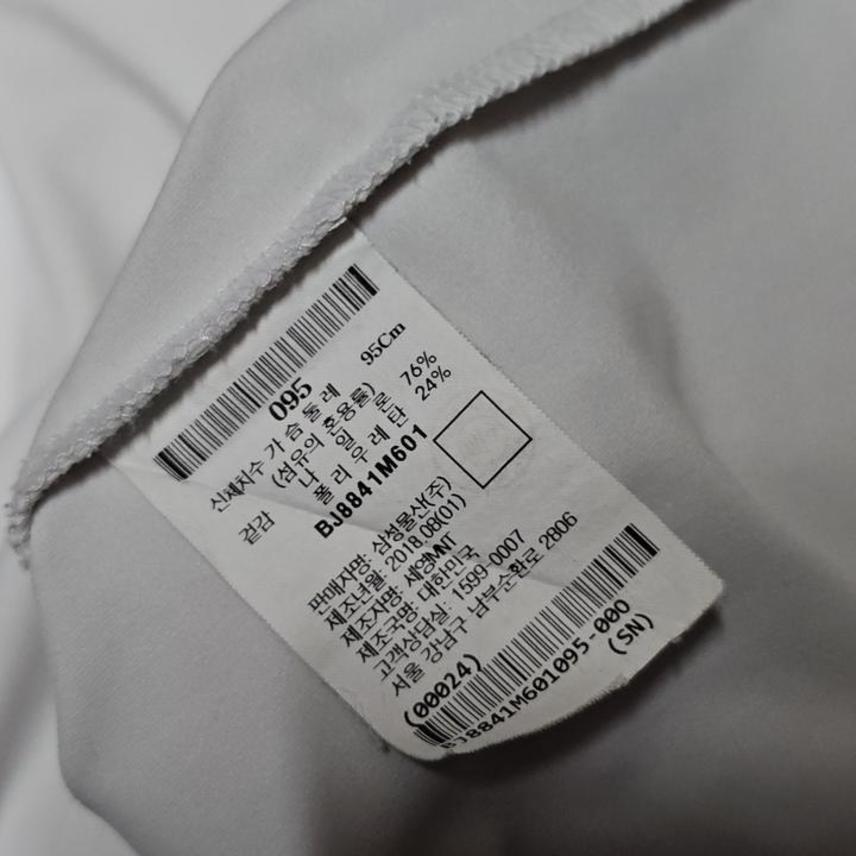 095
신체치수 가슴둘레 95Cm
(섬유의 혼용률)
겉감 나 일 론 76%
폴 리 우 레 탄 24%
BJ8841M601
판매자명: 삼성물산(주)
제조년월: 2018.08(01)
제조자명: 세영MNT
제조국명: 대한민국
고객상담실: 1599-0007
서울 강남구 남부순환로 2806
(00024)
BJ8841M601095-000
(SN)